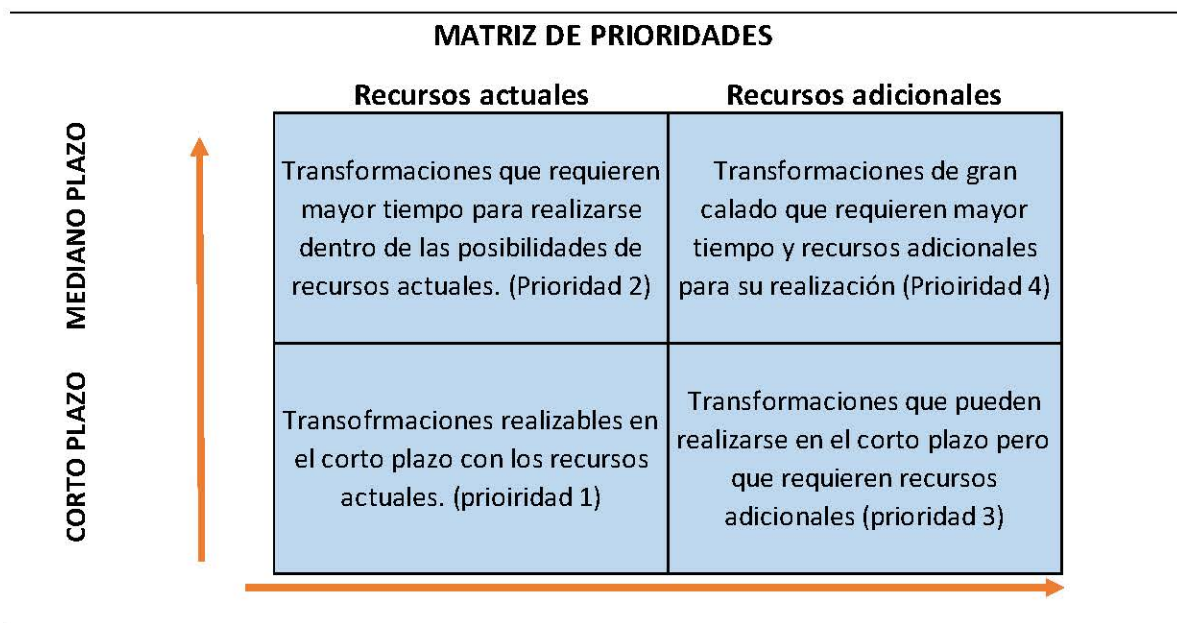 MATRIZ DE PRIORIDADES
Recursos actuales
Recursos adicionales
MEDIANO PLAZO
Transformaciones que requieren
mayor tiempo para realizarse
dentro de las posibilidades de
recursos actuales. (Prioridad 2)
Transformaciones de gran
calado que requieren mayor
tiempo y recursos adicionales
para su realización (Prioiridad 4)
CORTO PLAZO
Transofrmaciones realizables en
el corto plazo con los recursos
actuales. (prioiridad 1)
Transformaciones que pueden
realizarse en el corto plazo pero
que requieren recursos
adicionales (prioridad 3)